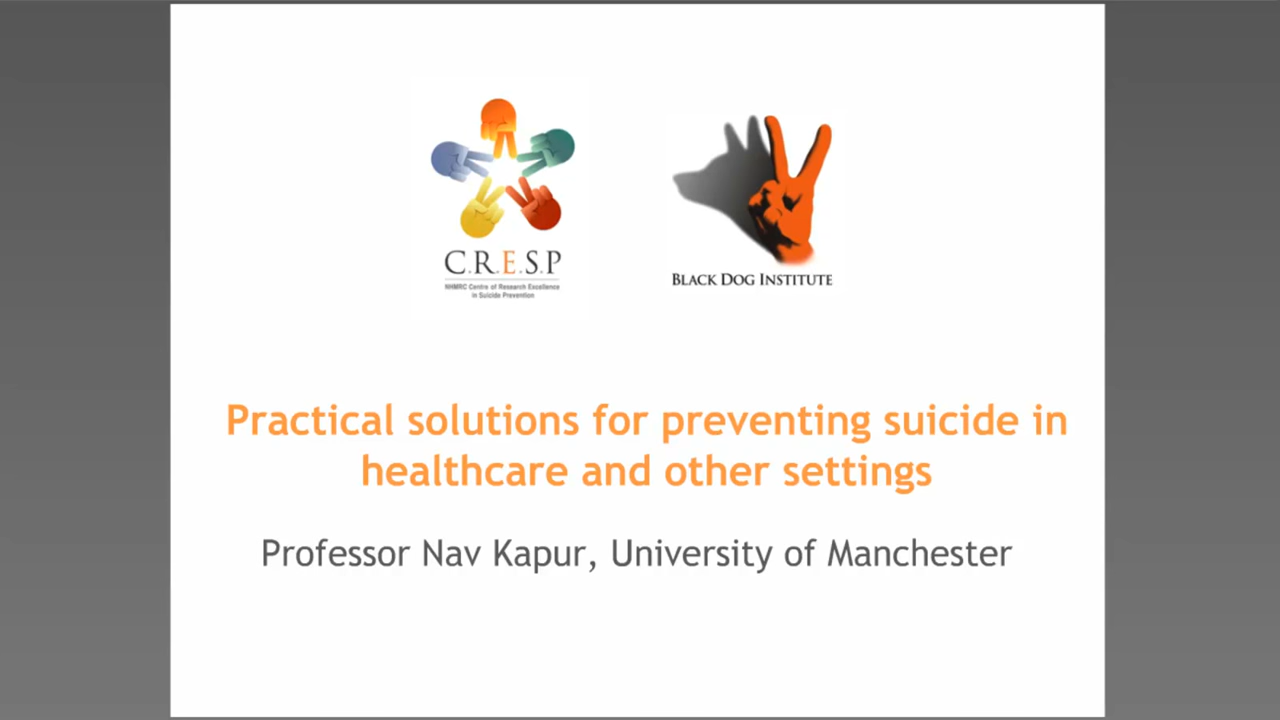 C.R.E.S.P
NHMRC Centre of Research Excellence
in Suicide Prevention
BLACK DOG INSTITUTE
Practical solutions for preventing suicide in
healthcare and other settings
Professor Nav Kapur, University of Manchester